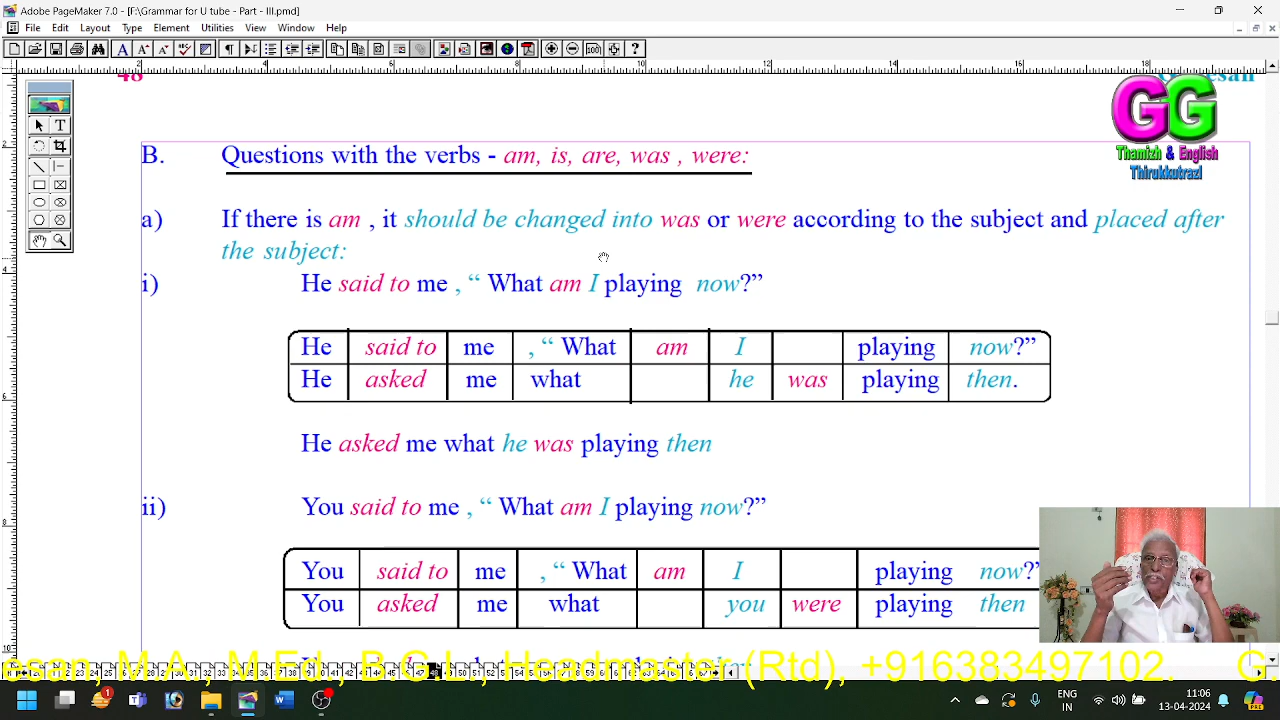 Adobe PageMaker 7.0 - [F:\Grammar for U tube - Part - III.pmd]
File Edit Layout Type Element Utilities View Window Help
48
GG
Thamizh & English
Thirukkutrazl
B. Questions with the verbs - am, is, are, was , were:
a) If there is am , it should be changed into was or were according to the subject and placed after
the subject:
i) He said to me , “ What am I playing now?”
He said to me , “ What am I playing now?”
He asked me what he was playing then.
He asked me what he was playing then
ii) You said to me , “ What am I playing now?”
You said to me , “ What am I playing now?”
You asked me what you were playing then
esan, M.A., M.Ed., B.G.L., Headmaster (Rtd), +916383497102. G
ENG
IN
11:06
13-04-2024